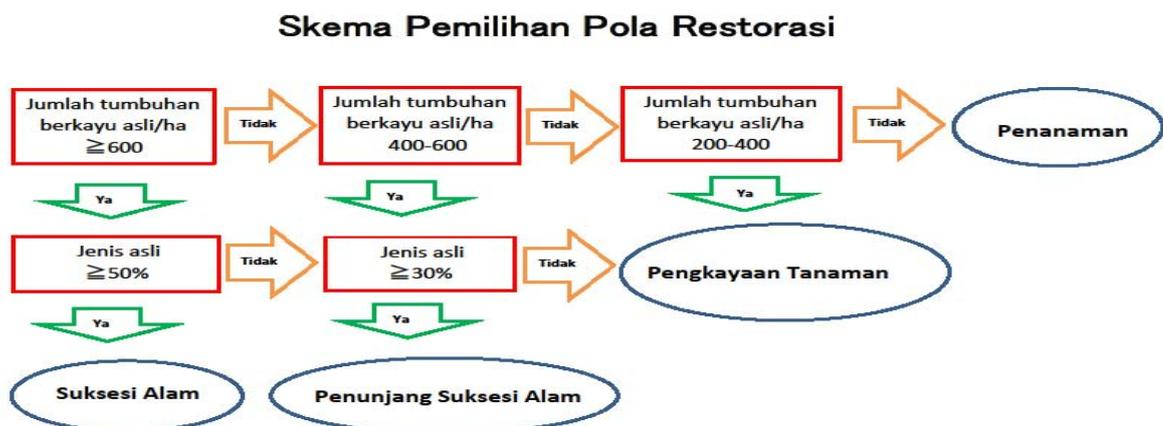 Skema Pemilihan Pola Restorasi
Jumlah tumbuhan
berkayu asli/ha
≧600
Tidak
Jumlah tumbuhan
berkayu asli/ha
400-600
Tidak
Jumlah tumbuhan
berkayu asli/ha
200-400
Tidak
Penanaman
Ya
Ya
Ya
Jenis asli
≧50%
Tidak
Jenis asli
≧30%
Tidak
Pengkayaan Tanaman
Ya
Ya
Suksesi Alam
Penunjang Suksesi Alam